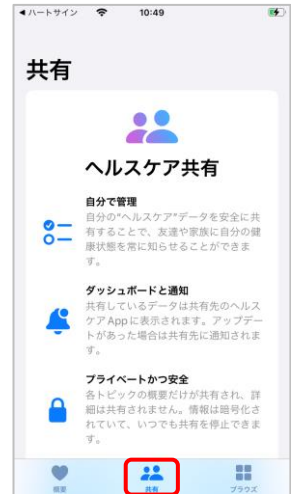 ◀ハートサイン 10:49
共有
ヘルスケア共有
自分で管理
自分の“ヘルスケア”データを安全に共
有することで、友達や家族に自分の健
康状態を常に知らせることができま
す。
ダッシュボードと通知
共有しているデータは共有先のヘルス
ケアAppに表示されます。アップデー
トがあった場合は共有先に通知されま
す。
プライベートかつ安全
各トピックの概要だけが共有され、詳
細は共有されません。情報は暗号化さ
れていて、いつでも共有を停止できま
す。
概要 共有 ブラウズ